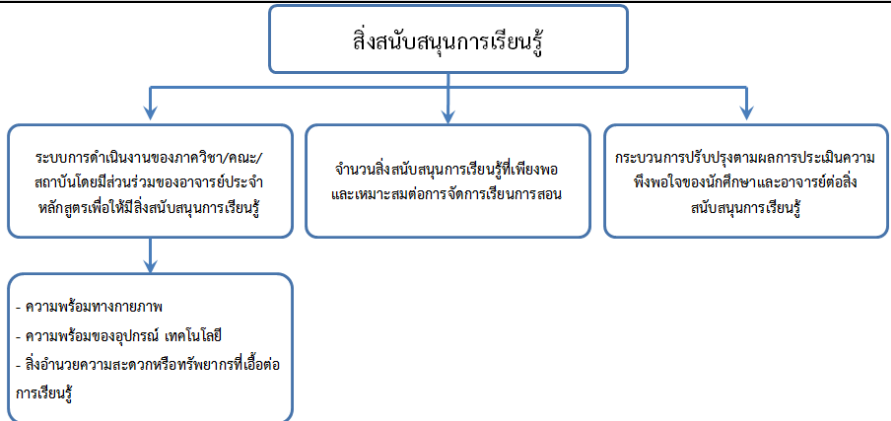 สิ่งสนับสนุนการเรียนรู้
ระบบการดำเนินงานของภาควิชา/คณะ/
สถาบันโดยมีส่วนร่วมของอาจารย์ประจำ
หลักสูตรเพื่อให้มีสิ่งสนับสนุนการเรียนรู้
จำนวนสิ่งสนับสนุนการเรียนรู้ที่เพียงพอ
และเหมาะสมต่อการจัดการเรียนการสอน
กระบวนการปรับปรุงตามผลการประเมินความ
พึงพอใจของนักศึกษาและอาจารย์ต่อสิ่ง
สนับสนุนการเรียนรู้
- ความพร้อมทางกายภาพ
- ความพร้อมของอุปกรณ์ เทคโนโลยี
- สิ่งอำนวยความสะดวกหรือทรัพยากรที่เอื้อต่อ
การเรียนรู้